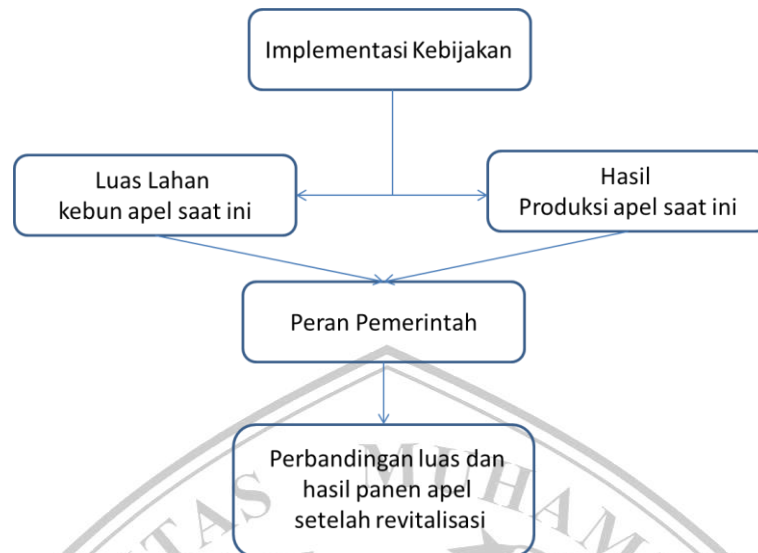 Implementasi Kebijakan
Luas Lahan
kebun apel saat ini
Hasil
Produksi apel saat ini
Peran Pemerintah
Perbandingan luas dan
hasil panen apel
setelah revitalisasi